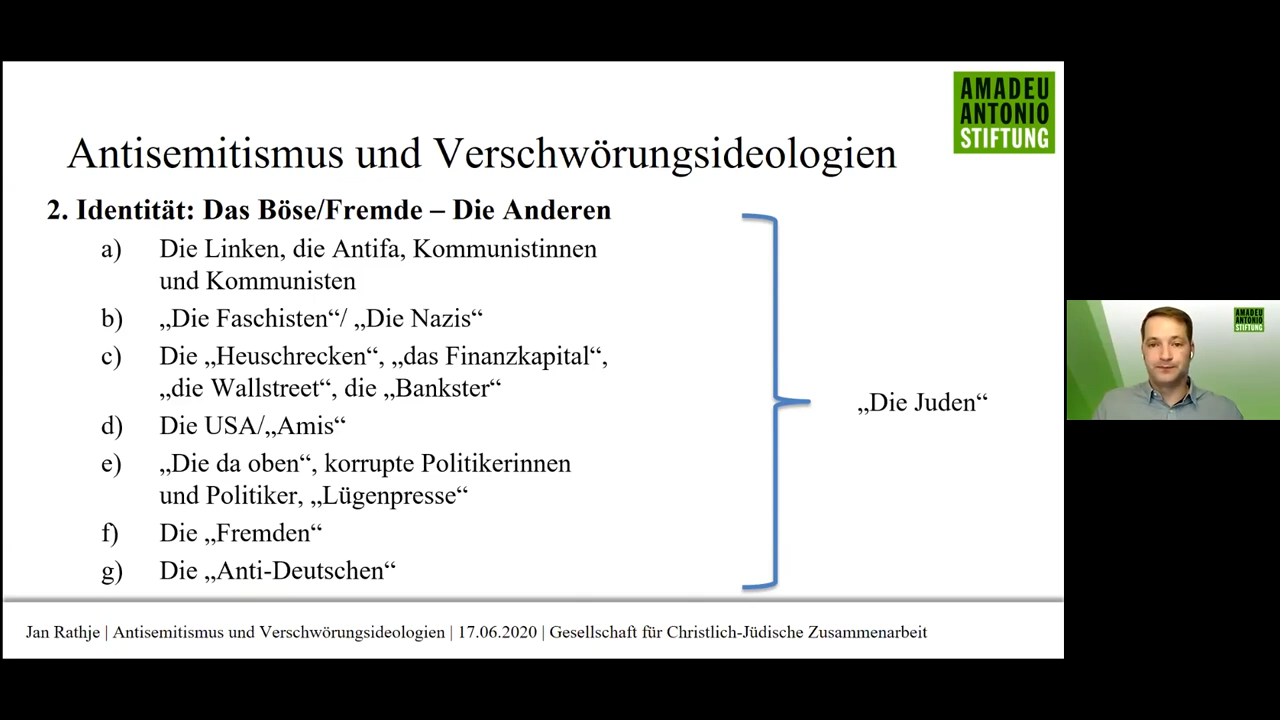 AMADEU
ANTONIO
STIFTUNG
Antisemitismus und Verschwörungsideologien
2. Identität: Das Böse/Fremde – Die Anderen
a) Die Linken, die Antifa, Kommunistinnen
und Kommunisten
b) „Die Faschisten“/ „Die Nazis“
c) Die „Heuschrecken“, „das Finanzkapital“,
„die Wallstreet“, die „Bankster“
d) Die USA/„Amis“
e) „Die da oben“, korrupte Politikerinnen
und Politiker, „Lügenpresse“
f) Die „Fremden“
g) Die „Anti-Deutschen“
„Die Juden“
Jan Rathje | Antisemitismus und Verschwörungsideologien | 17.06.2020 | Gesellschaft für Christlich-Jüdische Zusammenarbeit
AMADEU
ANTONIO
STIFTUNG